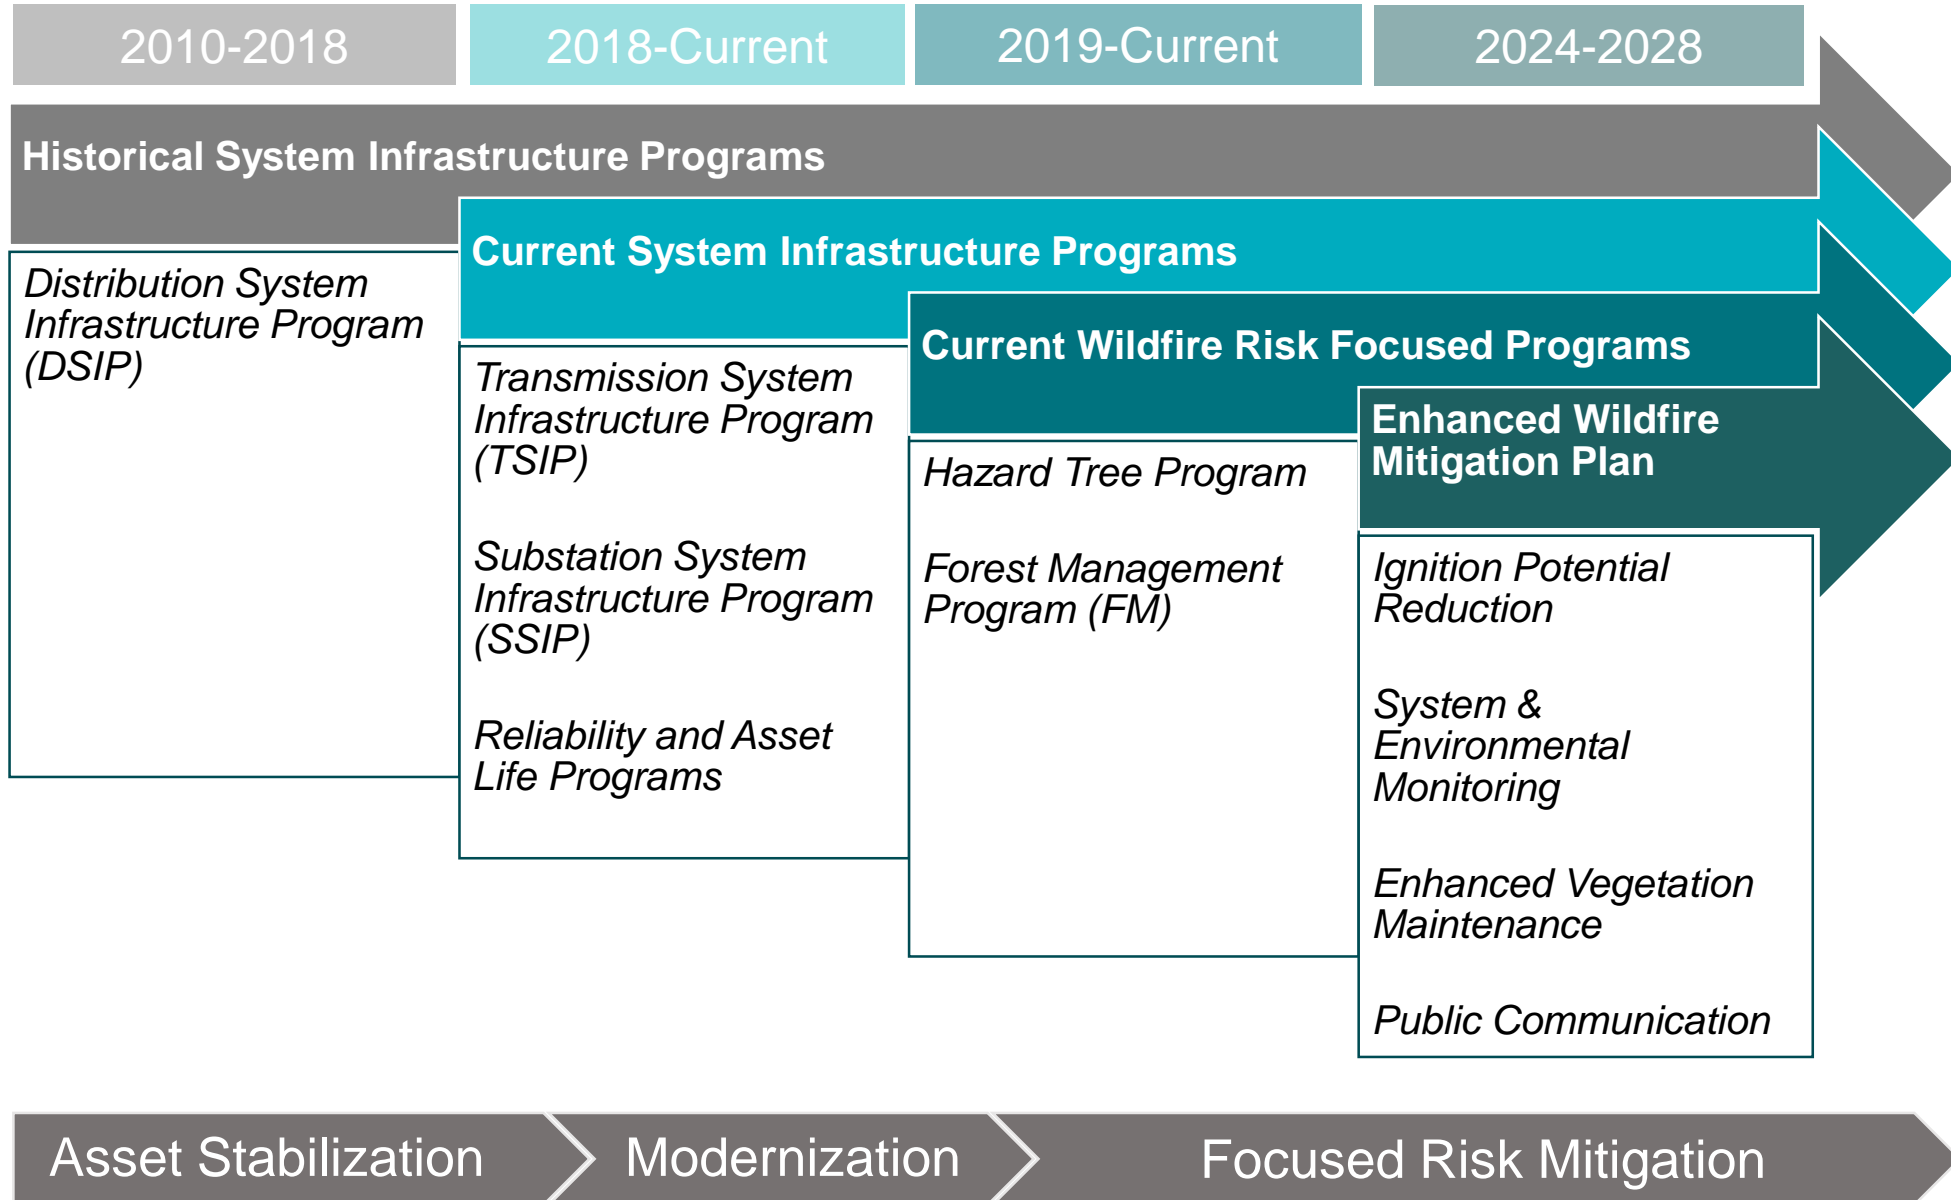 2010-2018
2018-Current
2019-Current
2024-2028
Historical System Infrastructure Programs
Distribution System
Infrastructure Program
(DSIP)
Current System Infrastructure Programs
Transmission System
Infrastructure Program
(TSIP)
Substation System
Infrastructure Program
(SSIP)
Reliability and Asset
Life Programs
Current Wildfire Risk Focused Programs
Hazard Tree Program
Forest Management
Program (FM)
Enhanced Wildfire
Mitigation Plan
Ignition Potential
Reduction
System &
Environmental
Monitoring
Enhanced Vegetation
Maintenance
Public Communication
Asset Stabilization
Modernization
Focused Risk Mitigation